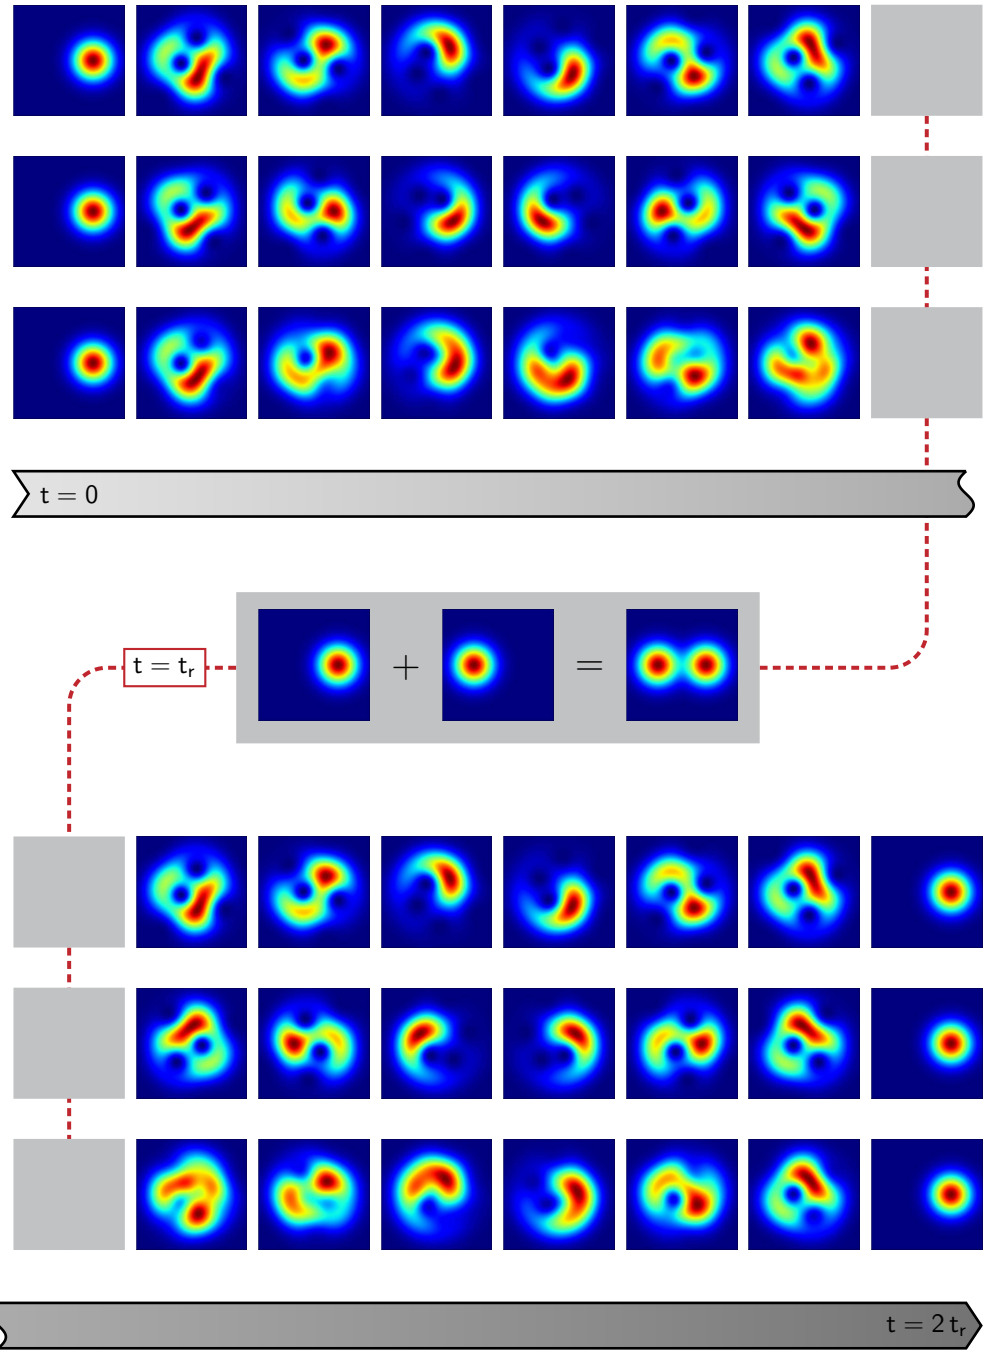 t = 0
+ =
t = t_r
t = 2 t_r